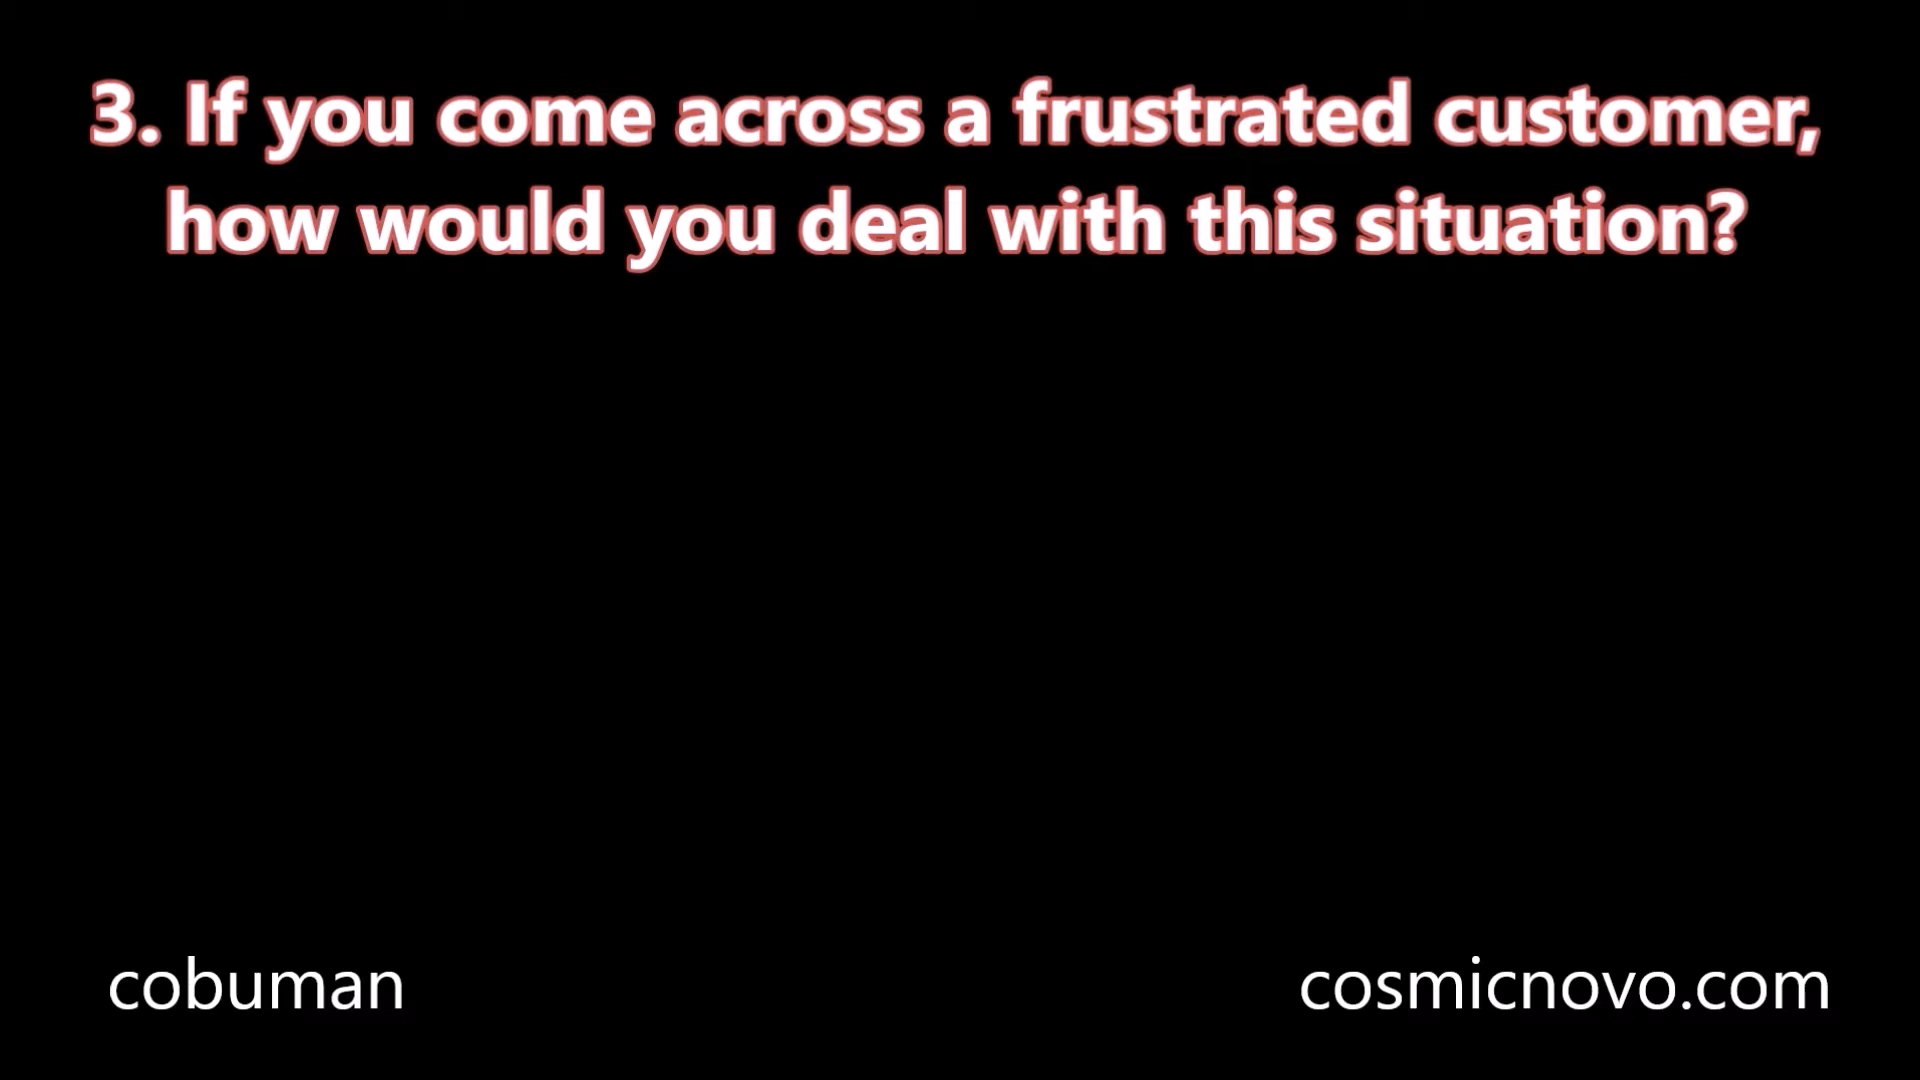 3. If you come across a frustrated customer,
how would you deal with this situation?
cobuman
cosmicnovo.com